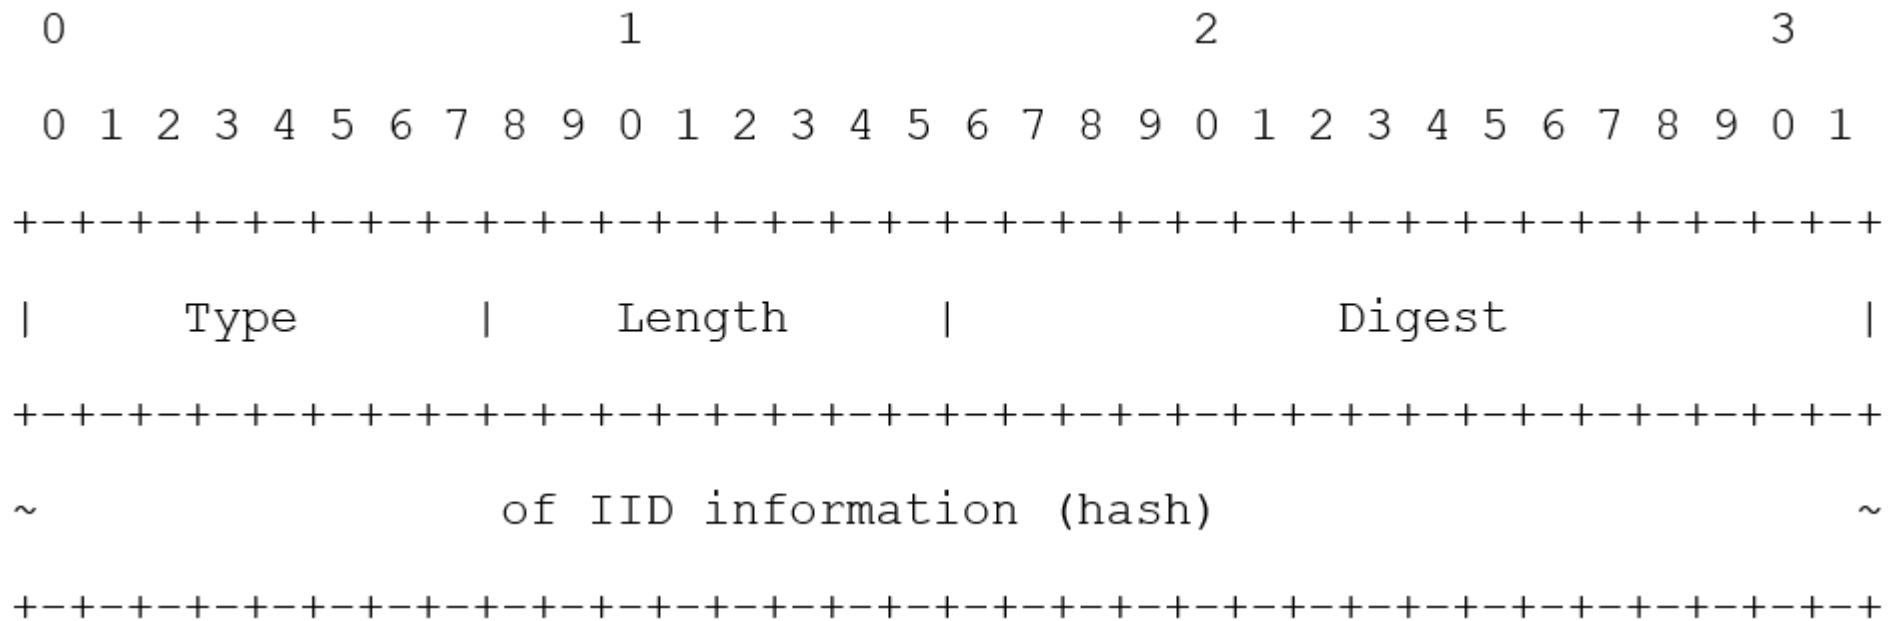 0                   1                   2                   3
0 1 2 3 4 5 6 7 8 9 0 1 2 3 4 5 6 7 8 9 0 1 2 3 4 5 6 7 8 9 0 1
+-+-+-+-+-+-+-+-+-+-+-+-+-+-+-+-+-+-+-+-+-+-+-+-+-+-+-+-+-+-+-+-+
|     Type      |    Length     |             Digest            |
+-+-+-+-+-+-+-+-+-+-+-+-+-+-+-+-+-+-+-+-+-+-+-+-+-+-+-+-+-+-+-+-+
~                of IID information (hash)                      ~
+-+-+-+-+-+-+-+-+-+-+-+-+-+-+-+-+-+-+-+-+-+-+-+-+-+-+-+-+-+-+-+-+